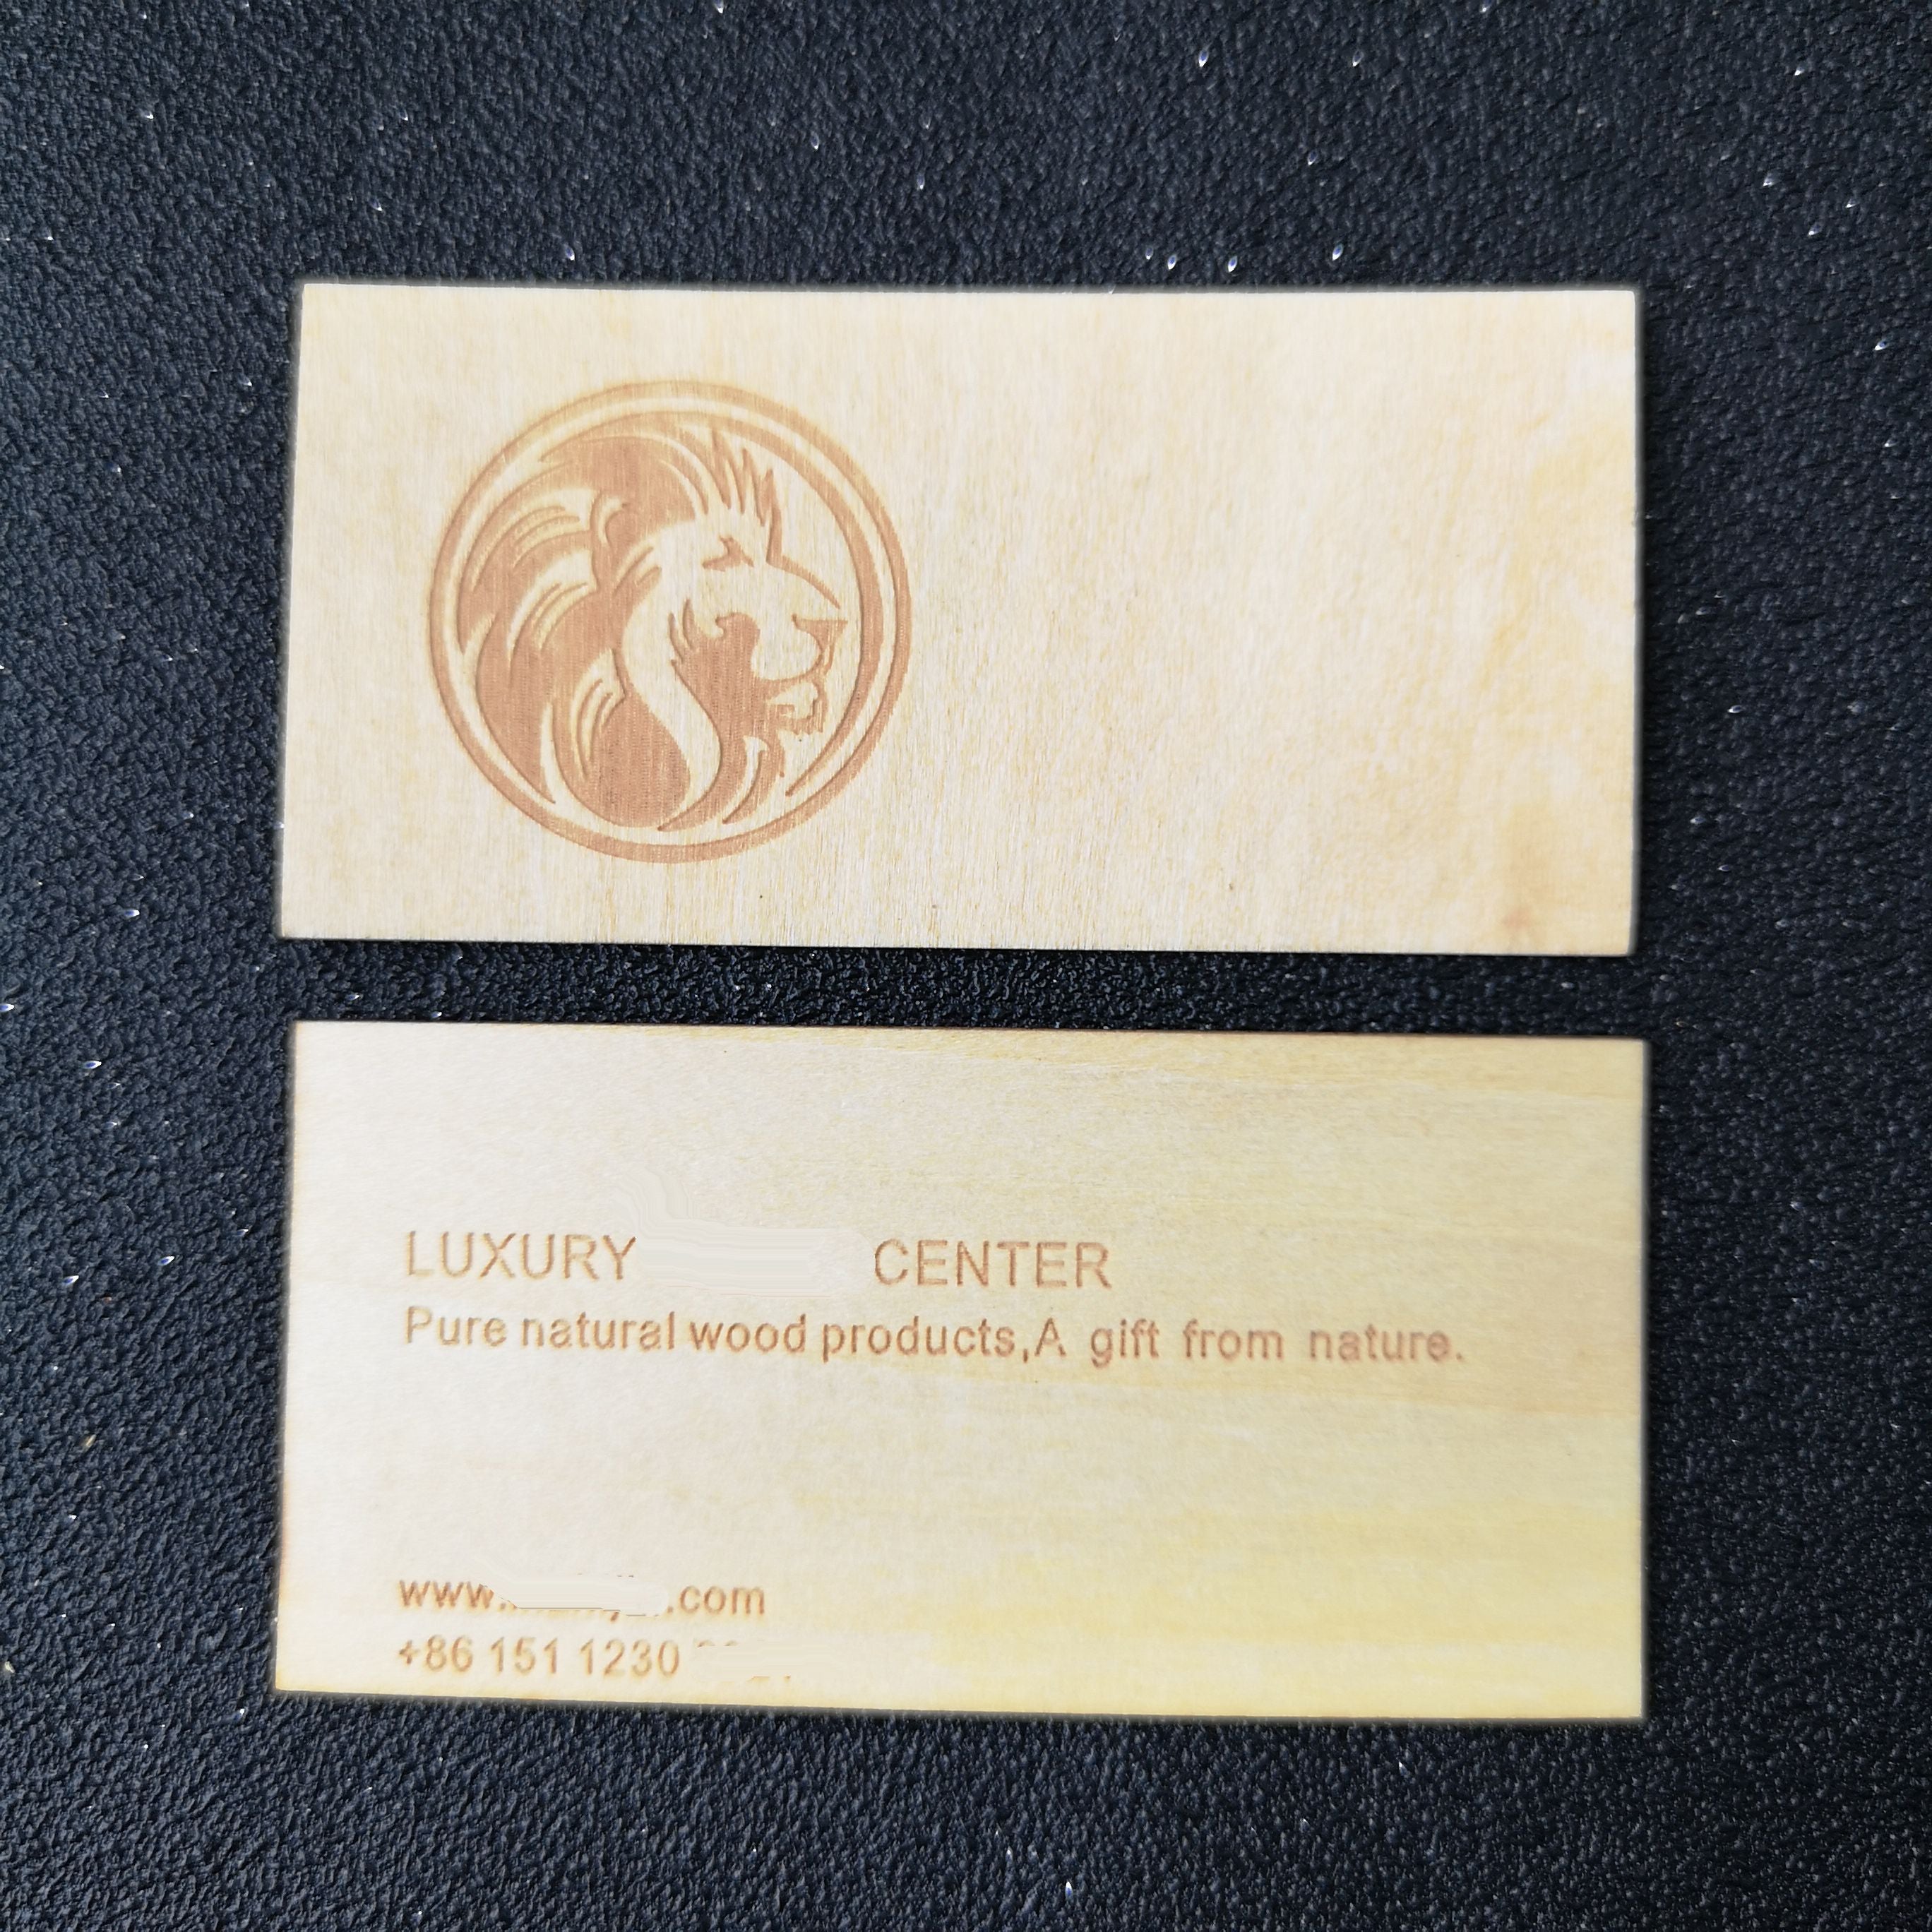 LUXURY CENTER
Pure natural wood products,A gift from nature.
www. .com
+86 151 1230